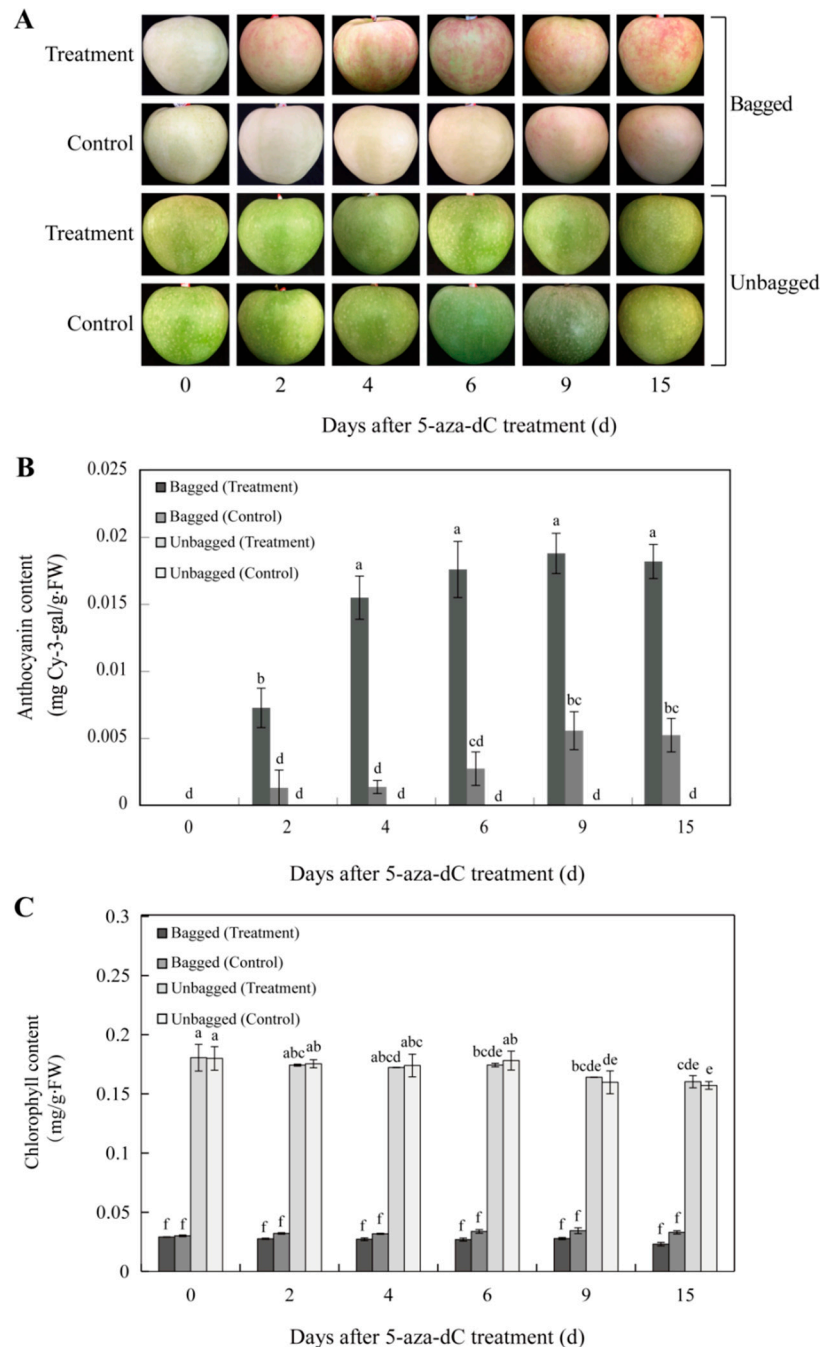 A
Treatment
Control
Bagged
Treatment
Control
Unbagged
0 2 4 6 9 15
Days after 5-aza-dC treatment (d)
B
Anthocyanin content
(mg Cy-3-gal/g·FW)
0.025
0.02
0.015
0.01
0.005
0
Bagged (Treatment)
Bagged (Control)
Unbagged (Treatment)
Unbagged (Control)
d
b d d
a d d
a cd d
a bc d
a bc d
0 2 4 6 9 15
Days after 5-aza-dC treatment (d)
C
Chlorophyll content
(mg/g·FW)
0.3
0.25
0.2
0.15
0.1
0.05
0
Bagged (Treatment)
Bagged (Control)
Unbagged (Treatment)
Unbagged (Control)
f f a a
f f abc ab
f f abcd abc
f f bcde ab
f f bcde de
f f cde e
0 2 4 6 9 15
Days after 5-aza-dC treatment (d)